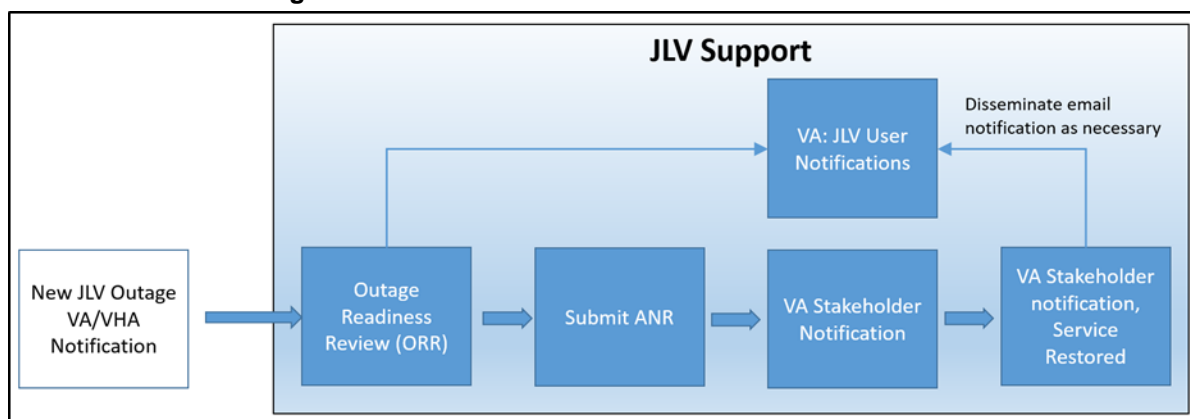 JLV Support
Disseminate email
notification as necessary
VA: JLV User
Notifications
New JLV Outage
VA/VHA
Notification
Outage
Readiness
Review (ORR)
Submit ANR
VA Stakeholder
Notification
VA Stakeholder
notification,
Service
Restored